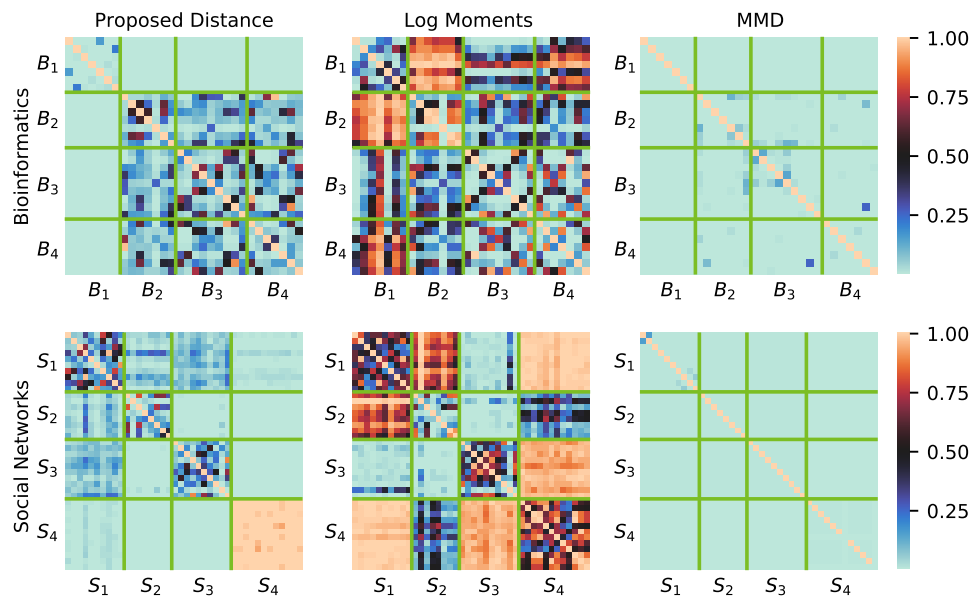 Proposed Distance Log Moments MMD
Bioinformatics
B₁ B₁ B₁ 1.00
B₂ B₂ B₂ 0.75
B₃ B₃ B₃ 0.50
B₄ B₄ B₄ 0.25
B₁ B₂ B₃ B₄ B₁ B₂ B₃ B₄ B₁ B₂ B₃ B₄
Social Networks
S₁ S₁ S₁ 1.00
S₂ S₂ S₂ 0.75
S₃ S₃ S₃ 0.50
S₄ S₄ S₄ 0.25
S₁ S₂ S₃ S₄ S₁ S₂ S₃ S₄ S₁ S₂ S₃ S₄